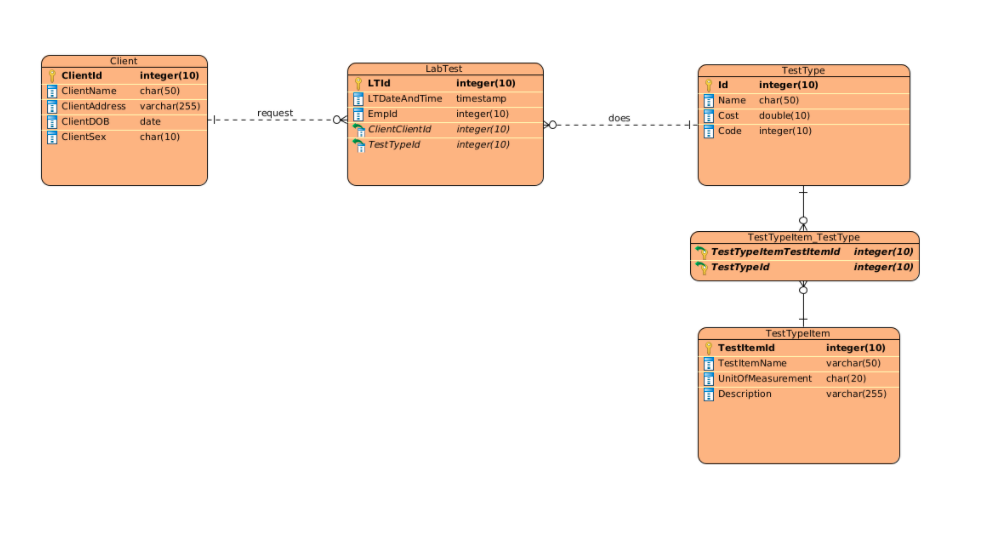 Client
ClientId integer(10)
ClientName char(50)
ClientAddress varchar(255)
ClientDOB date
ClientSex char(10)
request
LabTest
LTId integer(10)
LTDateAndTime timestamp
EmpId integer(10)
ClientClientId integer(10)
TestTypeId integer(10)
does
TestType
Id integer(10)
Name char(50)
Cost double(10)
Code integer(10)
TestTypeItem_TestType
TestTypeItemTestItemId integer(10)
TestTypeId integer(10)
TestTypeItem
TestItemId integer(10)
TestItemName varchar(50)
UnitOfMeasurement char(20)
Description varchar(255)